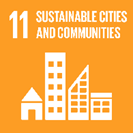 11 SUSTAINABLE CITIES
AND COMMUNITIES